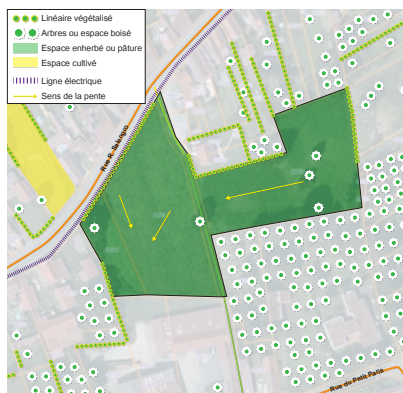 Linéaire végétalisé
Arbres ou espace boisé
Espace enherbé ou pâture
Espace cultivé
Ligne électrique
Sens de la pente
Rue du Petit Paris